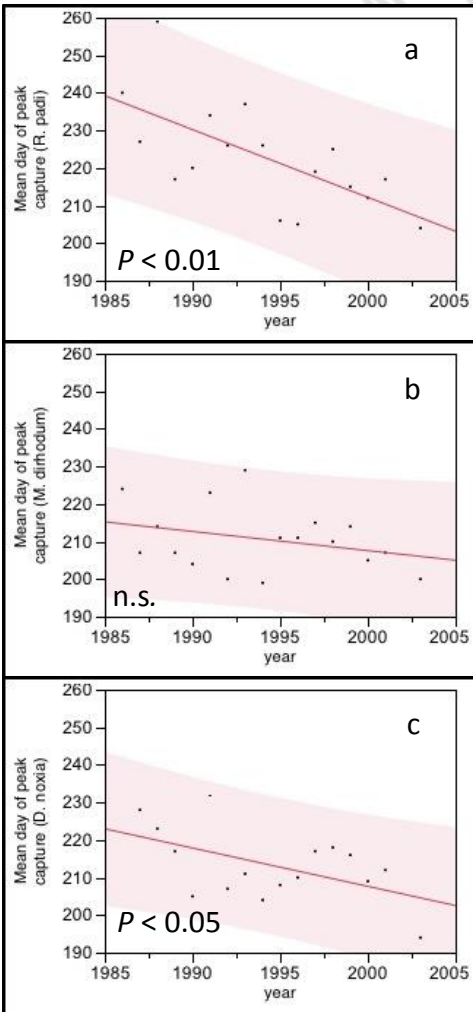 a
Mean day of peak
capture (R. padi)
260
250
240
230
220
210
200
190
P < 0.01
1985 1990 1995 2000 2005
year
b
Mean day of peak
capture (M. dirhodum)
260
250
240
230
220
210
200
190
n.s.
1985 1990 1995 2000 2005
year
c
Mean day of peak
capture (D. noxia)
260
250
240
230
220
210
200
190
P < 0.05
1985 1990 1995 2000 2005
year